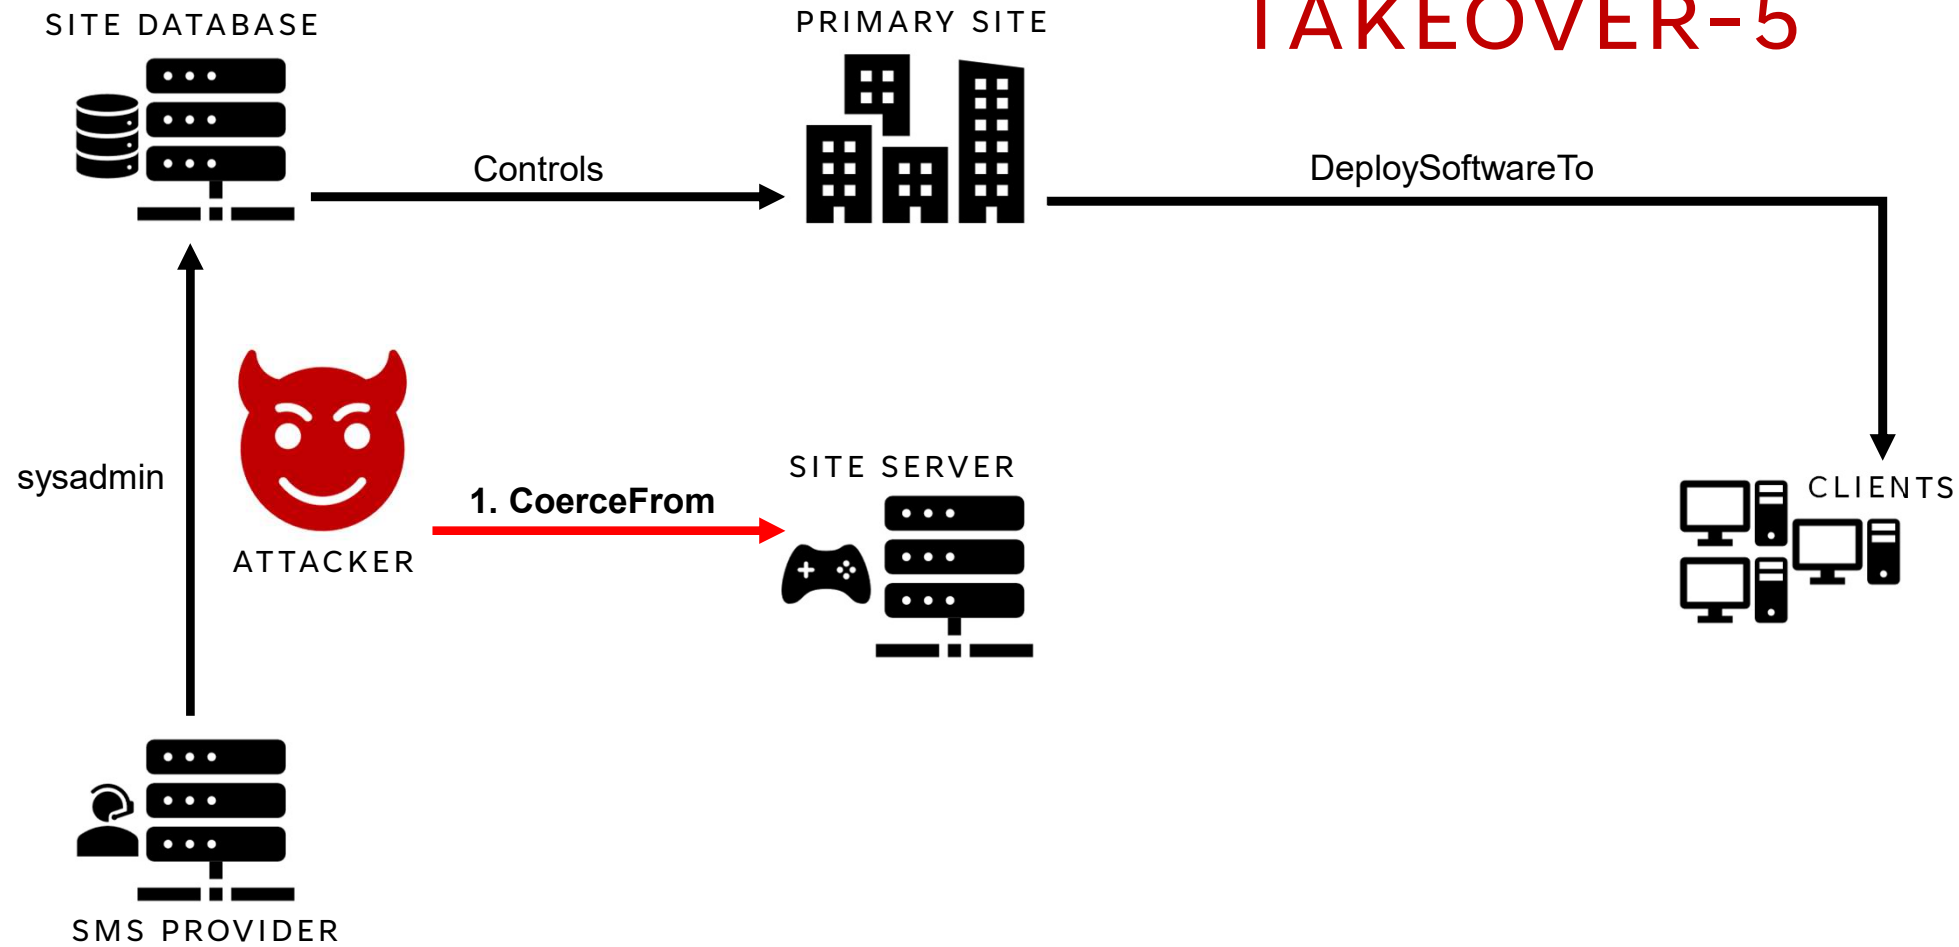 TAKEOVER-5
SITE DATABASE
PRIMARY SITE
Controls
DeploySoftwareTo
sysadmin
ATTACKER
1. CoerceFrom
SITE SERVER
CLIENTS
SMS PROVIDER